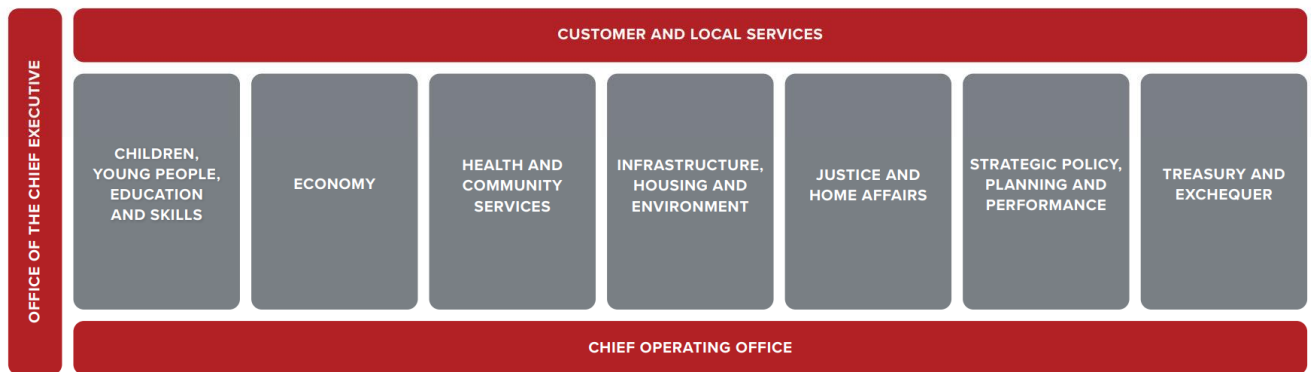 OFFICE OF THE CHIEF EXECUTIVE
CUSTOMER AND LOCAL SERVICES
CHILDREN,
YOUNG PEOPLE,
EDUCATION
AND SKILLS
ECONOMY
HEALTH AND
COMMUNITY
SERVICES
INFRASTRUCTURE,
HOUSING AND
ENVIRONMENT
JUSTICE AND
HOME AFFAIRS
STRATEGIC POLICY,
PLANNING AND
PERFORMANCE
TREASURY AND
EXCHEQUER
CHIEF OPERATING OFFICE